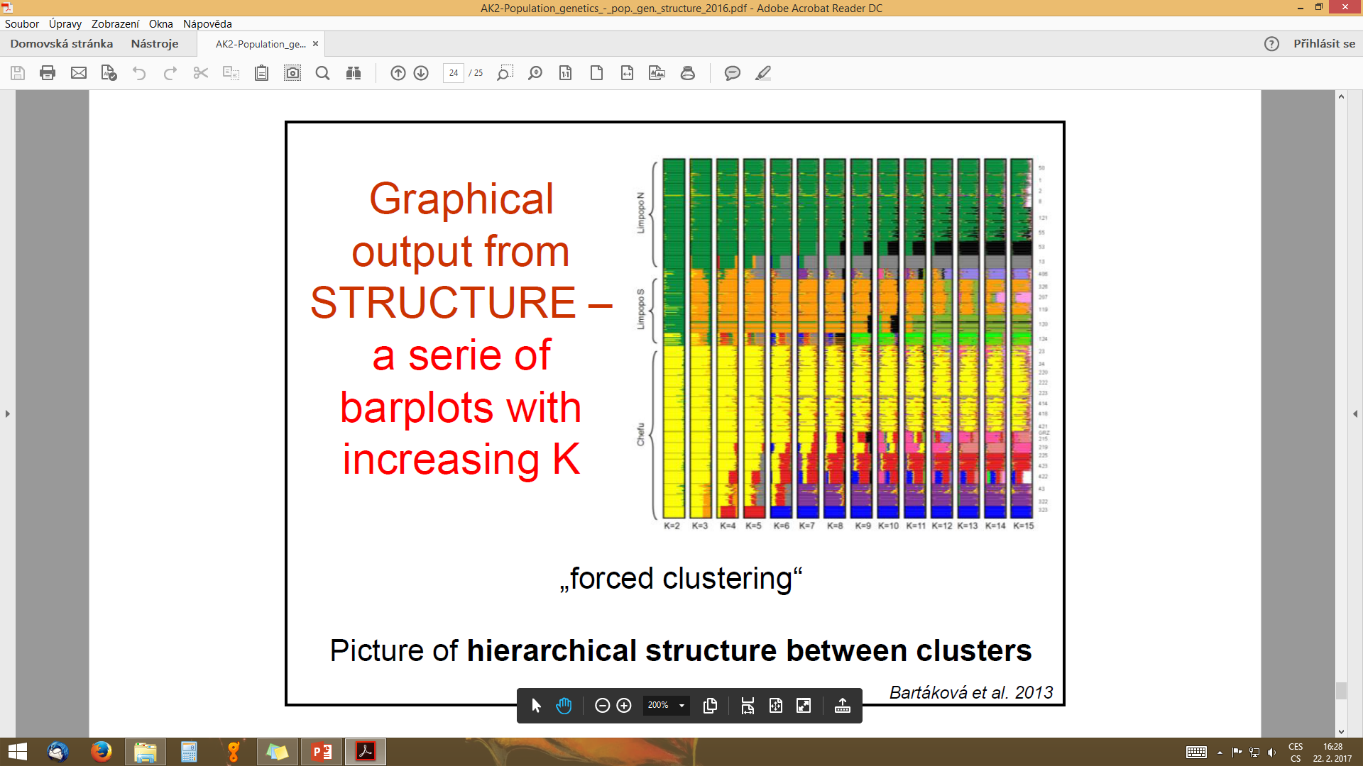 AK2-Population_genetics_-_pop._gen._structure_2016.pdf - Adobe Acrobat Reader DC
Soubor Úpravy Zobrazení Okna Nápověda
Domovská stránka Nástroje AK2-Population_ge... × Přihlásit se
24 / 25
Graphical
output from
STRUCTURE –
a serie of
barplots with
increasing K
Limpopo N
Limpopo S
Chefu
K=2 K=3 K=4 K=5 K=6 K=7 K=8 K=9 K=10 K=11 K=12 K=13 K=14 K=15
„forced clustering“
Picture of hierarchical structure between clusters
Bartáková et al. 2013
200%
CES 16:28
CS 22. 2. 2017